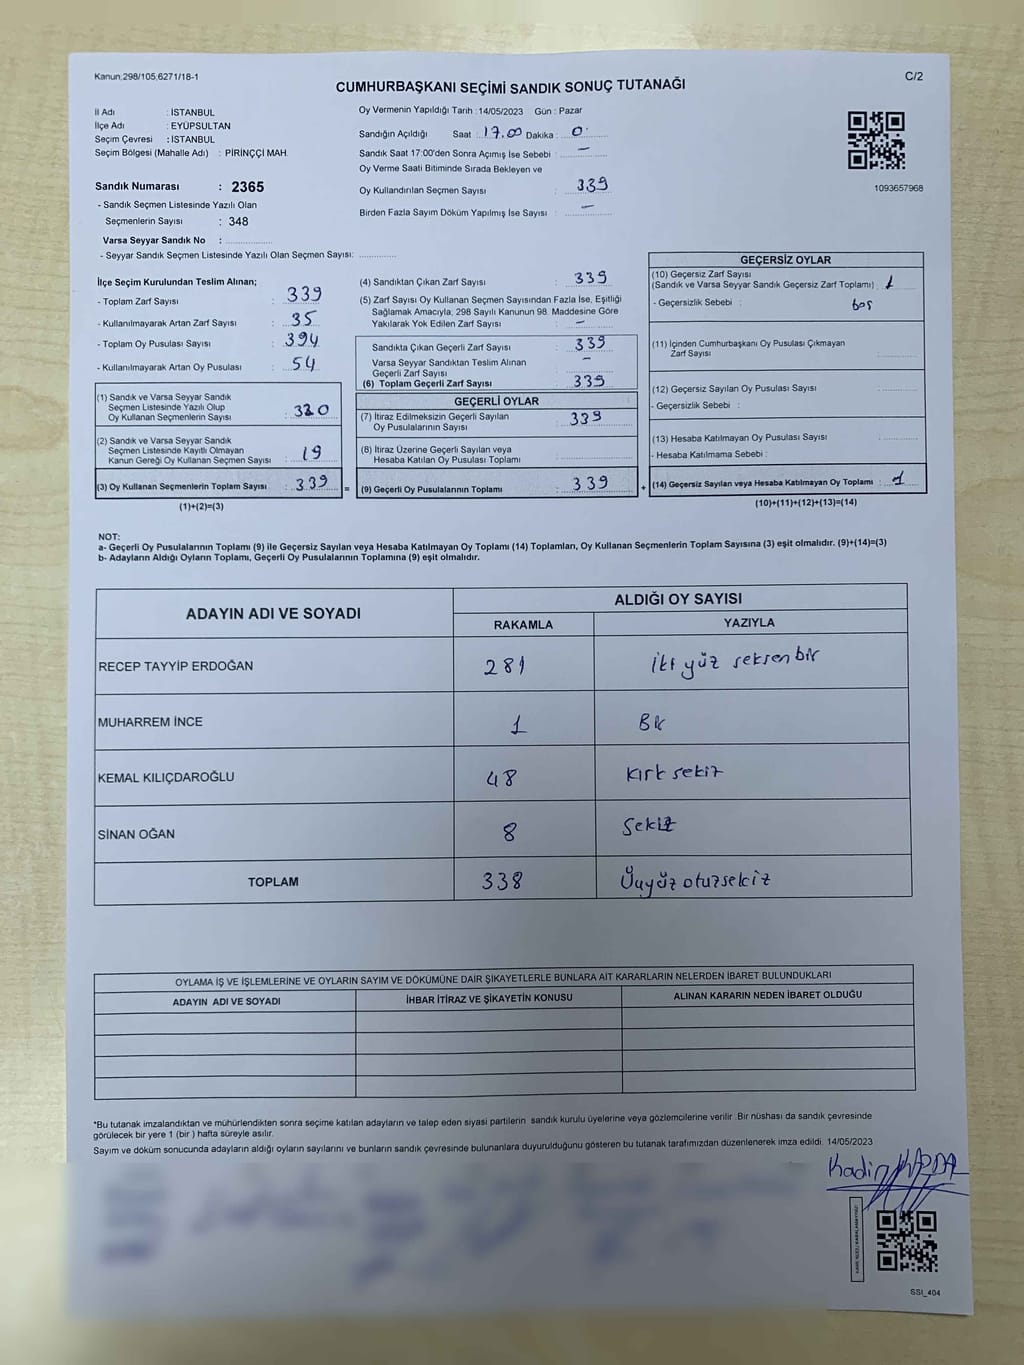 Kanun:298/105,6271/18-1
C/2
CUMHURBAŞKANI SEÇİMİ SANDIK SONUÇ TUTANAĞI
İl Adı : İSTANBUL
İlçe Adı : EYÜPSULTAN
Seçim Çevresi : İSTANBUL
Seçim Bölgesi (Mahalle Adı) : PİRİNÇÇİ MAH.
Sandık Numarası : 2365
- Sandık Seçmen Listesinde Yazılı Olan
Seçmenlerin Sayısı : 348
Varsa Seyyar Sandık No :
- Seyyar Sandık Seçmen Listesinde Yazılı Olan Seçmen Sayısı:
Oy Vermenin Yapıldığı Tarih :14/05/2023 Gün : Pazar
Sandığın Açıldığı Saat : 17.00 Dakika : 0
Sandık Saat 17:00'den Sonra Açımış İse Sebebi : -
Oy Verme Saati Bitiminde Sırada Bekleyen ve
Oy Kullandırılan Seçmen Sayısı : 339
Birden Fazla Sayım Döküm Yapılmış İse Sayısı : -
1093657968
İlçe Seçim Kurulundan Teslim Alınan;
- Toplam Zarf Sayısı : 339
- Kullanılmayarak Artan Zarf Sayısı : 35
- Toplam Oy Pusulası Sayısı : 394
- Kullanılmayarak Artan Oy Pusulası : 54
(1) Sandık ve Varsa Seyyar Sandık
Seçmen Listesinde Yazılı Olup
Oy Kullanan Seçmenlerin Sayısı : 320
(2) Sandık ve Varsa Seyyar Sandık
Seçmen Listesinde Kayıtlı Olmayan
Kanun Gereği Oy Kullanan Seçmen Sayısı : 19
(3) Oy Kullanan Seçmenlerin Toplam Sayısı : 339
=
(1)+(2)=(3)
(4) Sandıktan Çıkan Zarf Sayısı : 339
(5) Zarf Sayısı Oy Kullanan Seçmen Sayısından Fazla İse, Eşitliği
Sağlamak Amacıyla, 298 Sayılı Kanunun 98. Maddesine Göre
Yakılarak Yok Edilen Zarf Sayısı : -
Sandıkta Çıkan Geçerli Zarf Sayısı : 339
Varsa Seyyar Sandıktan Teslim Alınan
Geçerli Zarf Sayısı : -
(6) Toplam Geçerli Zarf Sayısı : 339
GEÇERLİ OYLAR
(7) İtiraz Edilmeksizin Geçerli Sayılan
Oy Pusulalarının Sayısı : 339
(8) İtiraz Üzerine Geçerli Sayılan veya
Hesaba Katılan Oy Pusulası Toplamı :
(9) Geçerli Oy Pusulalarının Toplamı : 339
+
GEÇERSİZ OYLAR
(10) Geçersiz Zarf Sayısı
(Sandık ve Varsa Seyyar Sandık Geçersiz Zarf Toplamı) : 1
- Geçersizlik Sebebi : boş
(11) İçinden Cumhurbaşkanı Oy Pusulası Çıkmayan
Zarf Sayısı :
(12) Geçersiz Sayılan Oy Pusulası Sayısı :
- Geçersizlik Sebebi :
(13) Hesaba Katılmayan Oy Pusulası Sayısı :
- Hesaba Katılmama Sebebi :
(14) Geçersiz Sayılan veya Hesaba Katılmayan Oy Toplamı : 1
(10)+(11)+(12)+(13)=(14)
NOT:
a- Geçerli Oy Pusulalarının Toplamı (9) ile Geçersiz Sayılan veya Hesaba Katılmayan Oy Toplamı (14) Toplamları, Oy Kullanan Seçmenlerin Toplam Sayısına (3) eşit olmalıdır. (9)+(14)=(3)
b- Adayların Aldığı Oyların Toplamı, Geçerli Oy Pusulalarının Toplamına (9) eşit olmalıdır.
ADAYIN ADI VE SOYADI
ALDIĞI OY SAYISI
RAKAMLA YAZIYLA
RECEP TAYYİP ERDOĞAN 281 iki yüz seksen bir
MUHARREM İNCE 1 Bir
KEMAL KILIÇDAROĞLU 48 kırk sekiz
SİNAN OĞAN 8 Sekiz
TOPLAM 338 Üçyüz otuzsekiz
OYLAMA İŞ VE İŞLEMLERİNE VE OYLARIN SAYIM VE DÖKÜMÜNE DAİR ŞİKAYETLERLE BUNLARA AİT KARARLARIN NELERDEN İBARET BULUNDUKLARI
ADAYIN ADI VE SOYADI İHBAR İTİRAZ VE ŞİKAYETİN KONUSU ALINAN KARARIN NEDEN İBARET OLDUĞU
*Bu tutanak imzalandıktan ve mühürlendikten sonra seçime katılan adayların ve talep eden siyasi partilerin sandık kurulu üyelerine veya gözlemcilerine verilir .Bir nüshası da sandık çevresinde
görülecek bir yere 1 (bir ) hafta süreyle asılır.
Sayım ve döküm sonucunda adayların aldığı oyların sayılarını ve bunların sandık çevresinde bulunanlara duyurulduğunu gösteren bu tutanak tarafımızdan düzenlenerek imza edildi. 14/05/2023
SSI_404